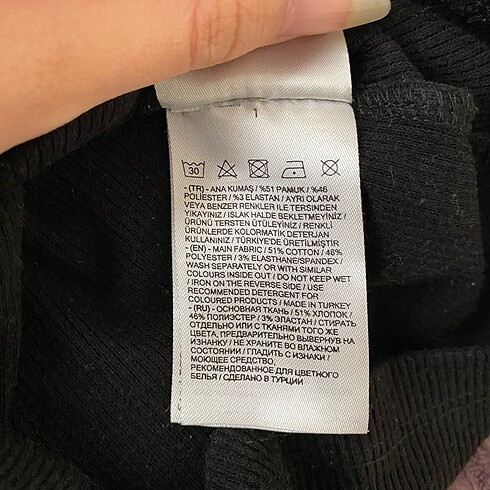 1
30
- (TR) - ANA KUMAŞ / %51 PAMUK / %46
POLİESTER / %3 ELASTAN / AYRI OLARAK
VEYA BENZER RENKLER İLE TERSİNDEN
YIKAYINIZ / ISLAK HALDE BEKLETMEYİNİZ /
ÜRÜNÜ TERSTEN ÜTÜLEYİNİZ / RENKLİ
ÜRÜNLERDE KOLORMATİK DETERJAN
KULLANINIZ / TÜRKİYE'DE ÜRETİLMİŞTİR
- (EN) - MAIN FABRIC / 51% COTTON / 46%
POLYESTER / 3% ELASTHANE/SPANDEX /
WASH SEPARATELY OR WITH SIMILAR
COLOURS INSIDE OUT / DO NOT KEEP WET
/ IRON ON THE REVERSE SIDE / USE
RECOMMENDED DETERGENT FOR
COLOURED PRODUCTS / MADE IN TURKEY
- (RU) - ОСНОВНАЯ ТКАНЬ / 51% ХЛОПОК /
46% ПОЛИЭСТЕР / 3% ЭЛАСТАН / СТИРАТЬ
ОТДЕЛЬНО ИЛИ С ТКАНЯМИ ТОГО ЖЕ
ЦВЕТА, ПРЕДВАРИТЕЛЬНО ВЫВЕРНУВ НА
ИЗНАНКУ / НЕ ХРАНИТЕ ВО ВЛАЖНОМ
СОСТОЯНИИ / ГЛАДИТЬ С ИЗНАКИ /
МОЮЩЕЕ СРЕДСТВО,
РЕКОМЕНДОВАННОЕ ДЛЯ ЦВЕТНОГО
БЕЛЬЯ / СДЕЛАНО В ТУРЦИИ